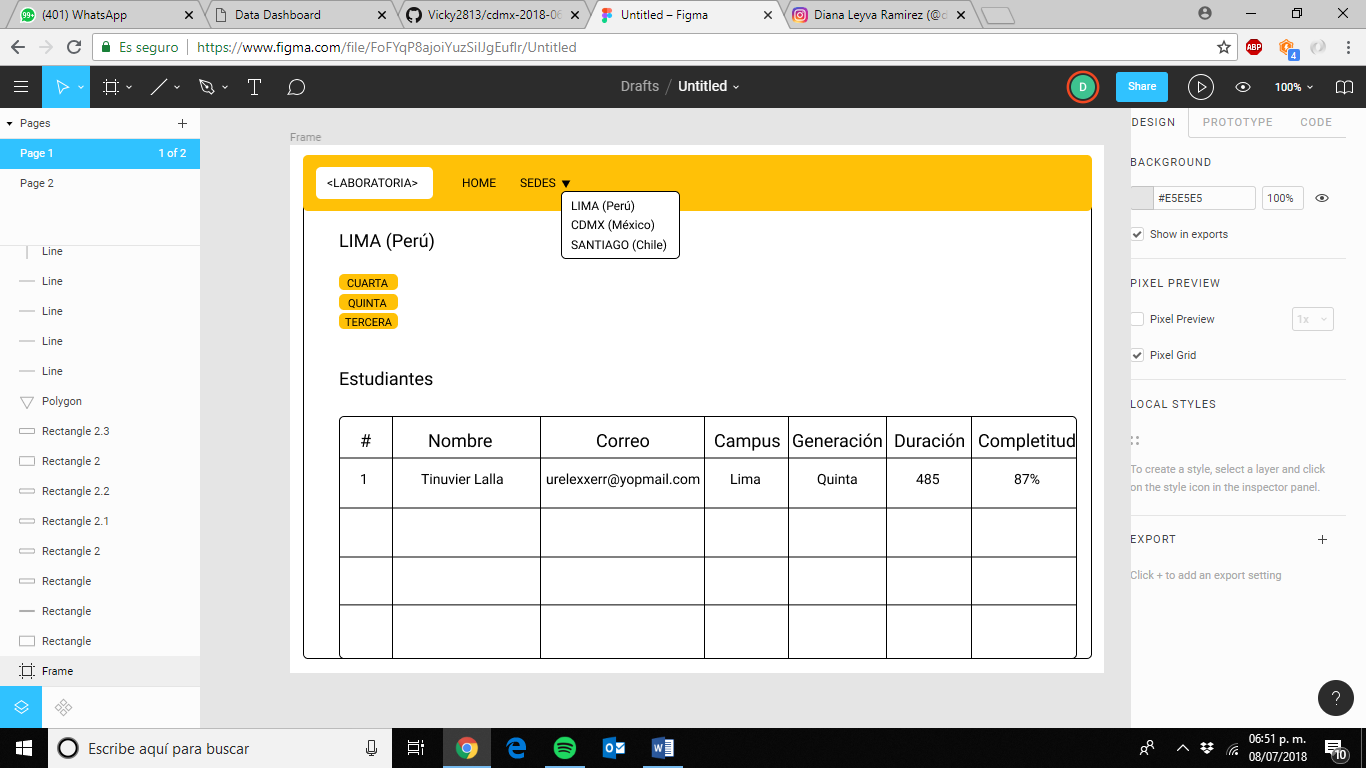 99+ (401) WhatsApp
Data Dashboard
Vicky2813/cdmx-2018-06
Untitled – Figma
Diana Leyva Ramirez (@d
Es seguro
https://www.figma.com/file/FoFYqP8ajoiYuzSilJgEuflr/Untitled
ABP
4
T
Drafts / Untitled
D
Share
100%
Pages
Page 1
1 of 2
Page 2
Line
Line
Line
Line
Line
Polygon
Rectangle 2.3
Rectangle 2
Rectangle 2.2
Rectangle 2.1
Rectangle 2
Rectangle
Rectangle
Rectangle
Frame
Frame
<LABORATORIA>
HOME
SEDES
LIMA (Perú)
CDMX (México)
SANTIAGO (Chile)
LIMA (Perú)
CUARTA
QUINTA
TERCERA
Estudiantes
# Nombre Correo Campus Generación Duración Completitud
1 Tinuvier Lalla urelexxerr@yopmail.com Lima Quinta 485 87%
DESIGN
PROTOTYPE
CODE
BACKGROUND
#E5E5E5
100%
Show in exports
PIXEL PREVIEW
Pixel Preview
1x
Pixel Grid
LOCAL STYLES
To create a style, select a layer and click
on the style icon in the inspector panel.
EXPORT
Click + to add an export setting
?
Escribe aquí para buscar
06:51 p. m.
08/07/2018
10